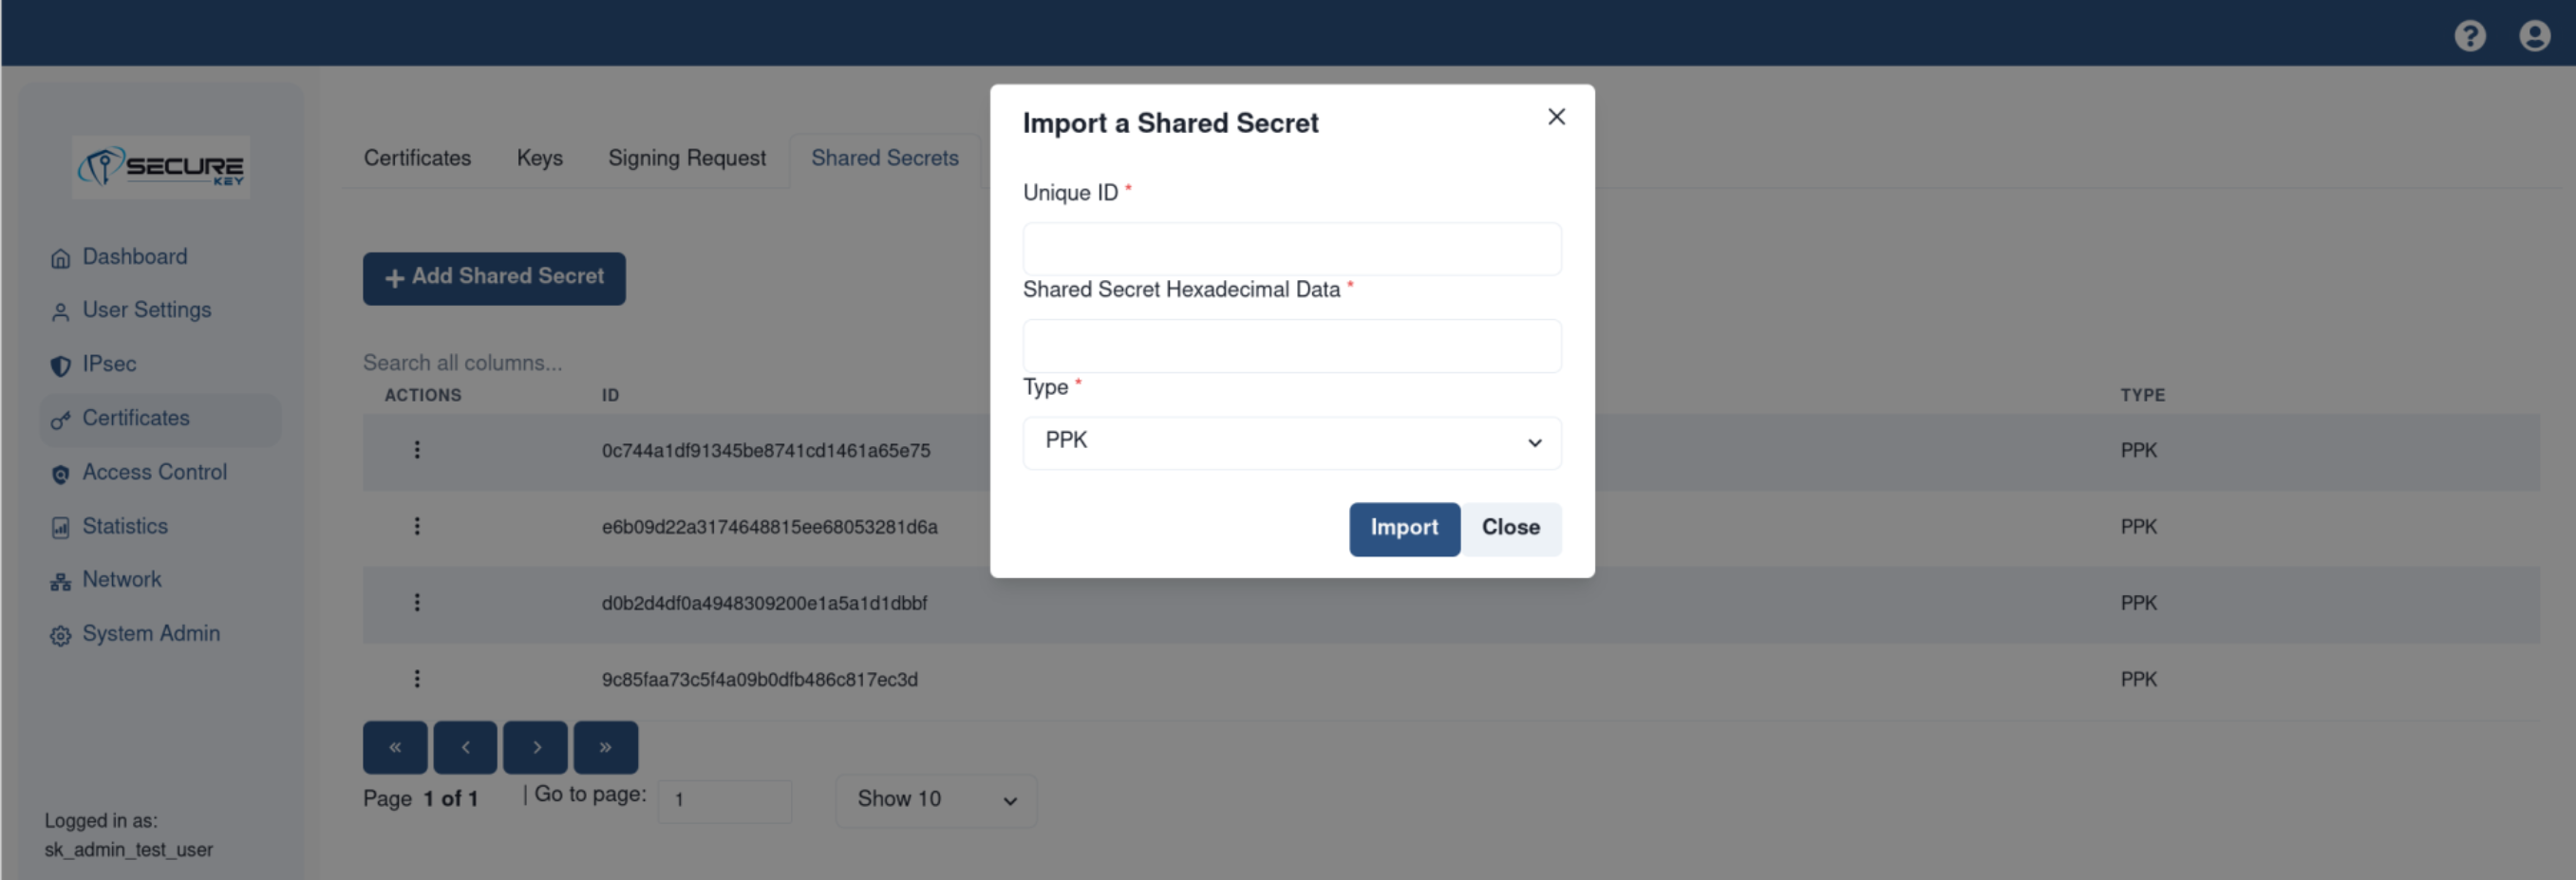 SECURE
KEY
Dashboard
User Settings
IPsec
Certificates
Access Control
Statistics
Network
System Admin
Logged in as:
sk_admin_test_user
Certificates Keys Signing Request Shared Secrets
+ Add Shared Secret
Search all columns...
ACTIONS ID TYPE
0c744a1df91345be8741cd1461a65e75 PPK
e6b09d22a3174648815ee68053281d6a PPK
d0b2d4df0a4948309200e1a5a1d1dbbf PPK
9c85faa73c5f4a09b0dfb486c817ec3d PPK
« < > »
Page 1 of 1 | Go to page: 1 Show 10
Import a Shared Secret
Unique ID *
Shared Secret Hexadecimal Data *
Type *
PPK
Import Close